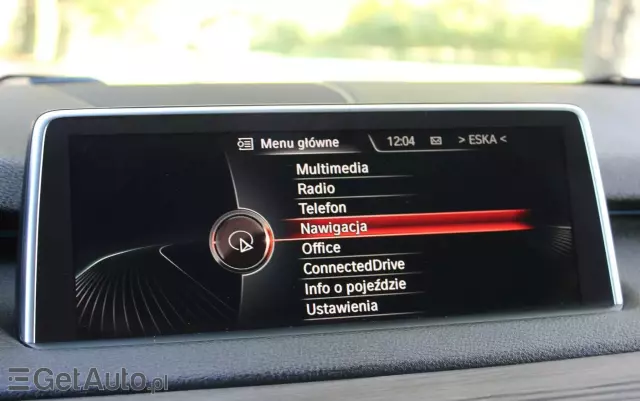 Menu główne 12:04 > ESKA <
Multimedia
Radio
Telefon
Nawigacja
Office
ConnectedDrive
Info o pojeździe
Ustawienia
GetAuto.pl